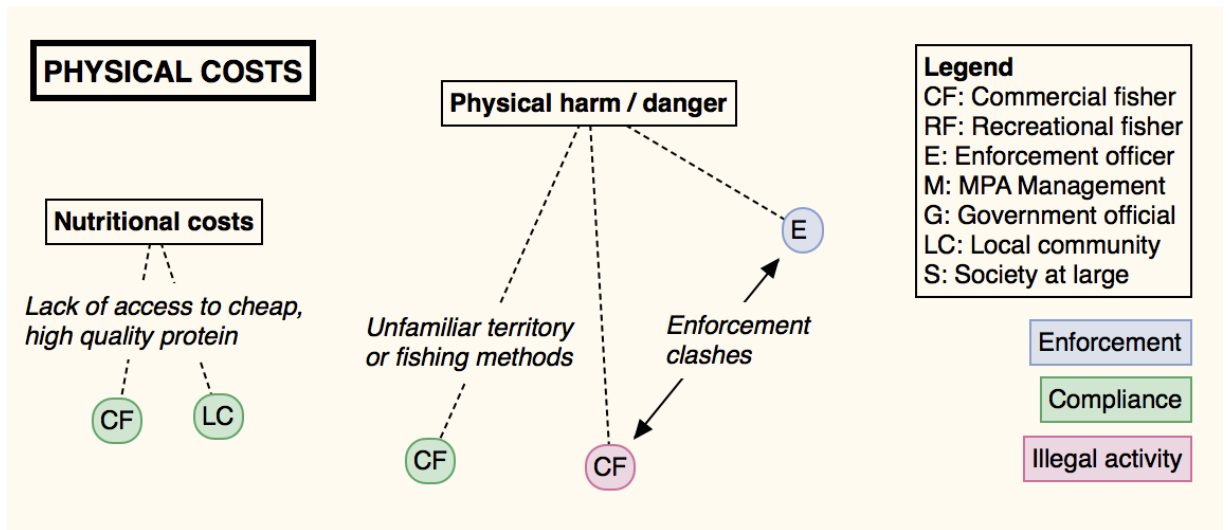 PHYSICAL COSTS
Physical harm / danger
Nutritional costs
Lack of access to cheap,
high quality protein
CF
LC
Unfamiliar territory
or fishing methods
CF
CF
E
Enforcement
clashes
Legend
CF: Commercial fisher
RF: Recreational fisher
E: Enforcement officer
M: MPA Management
G: Government official
LC: Local community
S: Society at large
Enforcement
Compliance
Illegal activity